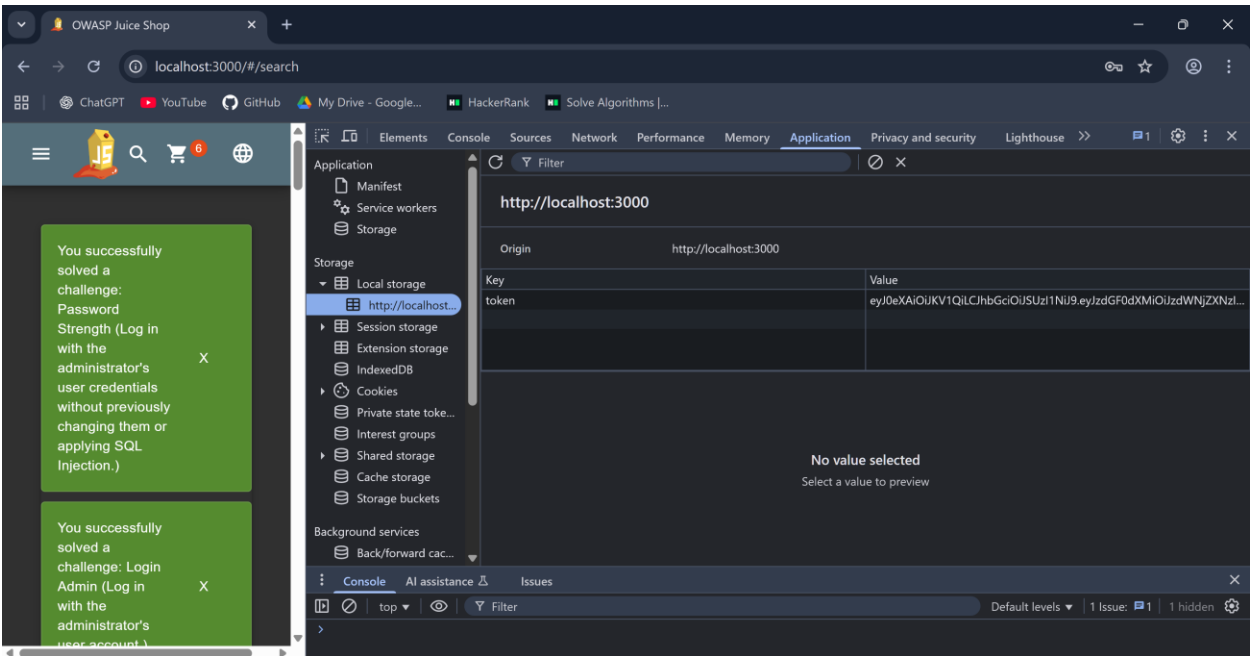 OWASP Juice Shop
localhost:3000/#/search
ChatGPT YouTube GitHub My Drive - Google... HackerRank Solve Algorithms |...
Elements Console Sources Network Performance Memory Application Privacy and security Lighthouse 1
JS 6
Filter
Application
Manifest
Service workers
Storage
Storage
Local storage
http://localhost...
Session storage
Extension storage
IndexedDB
Cookies
Private state toke...
Interest groups
Shared storage
Cache storage
Storage buckets
Background services
Back/forward cac...
http://localhost:3000
Origin http://localhost:3000
Key Value
token eyJ0eXAiOiJKV1QiLCJhbGciOiJSUzI1NiJ9.eyJzdGF0dXMiOiJzdWNjZXNzI...
No value selected
Select a value to preview
You successfully
solved a
challenge:
Password
Strength (Log in
with the
administrator's
user credentials
without previously
changing them or
applying SQL
Injection.)
X
You successfully
solved a
challenge: Login
Admin (Log in
with the
administrator's
user account.)
X
Console AI assistance Issues
top Filter Default levels 1 Issue: 1 1 hidden